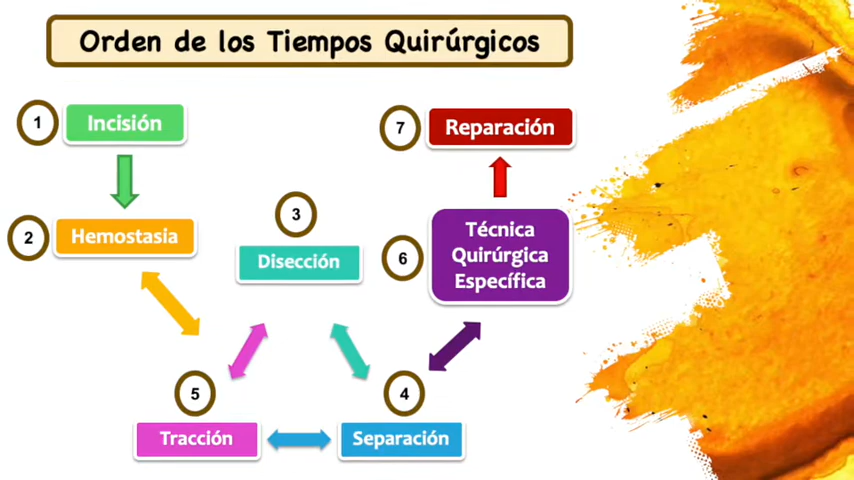 Orden de los Tiempos Quirúrgicos
1
Incisión
2
Hemostasia
3
Disección
4
Separación
5
Tracción
6
Técnica
Quirúrgica
Específica
7
Reparación